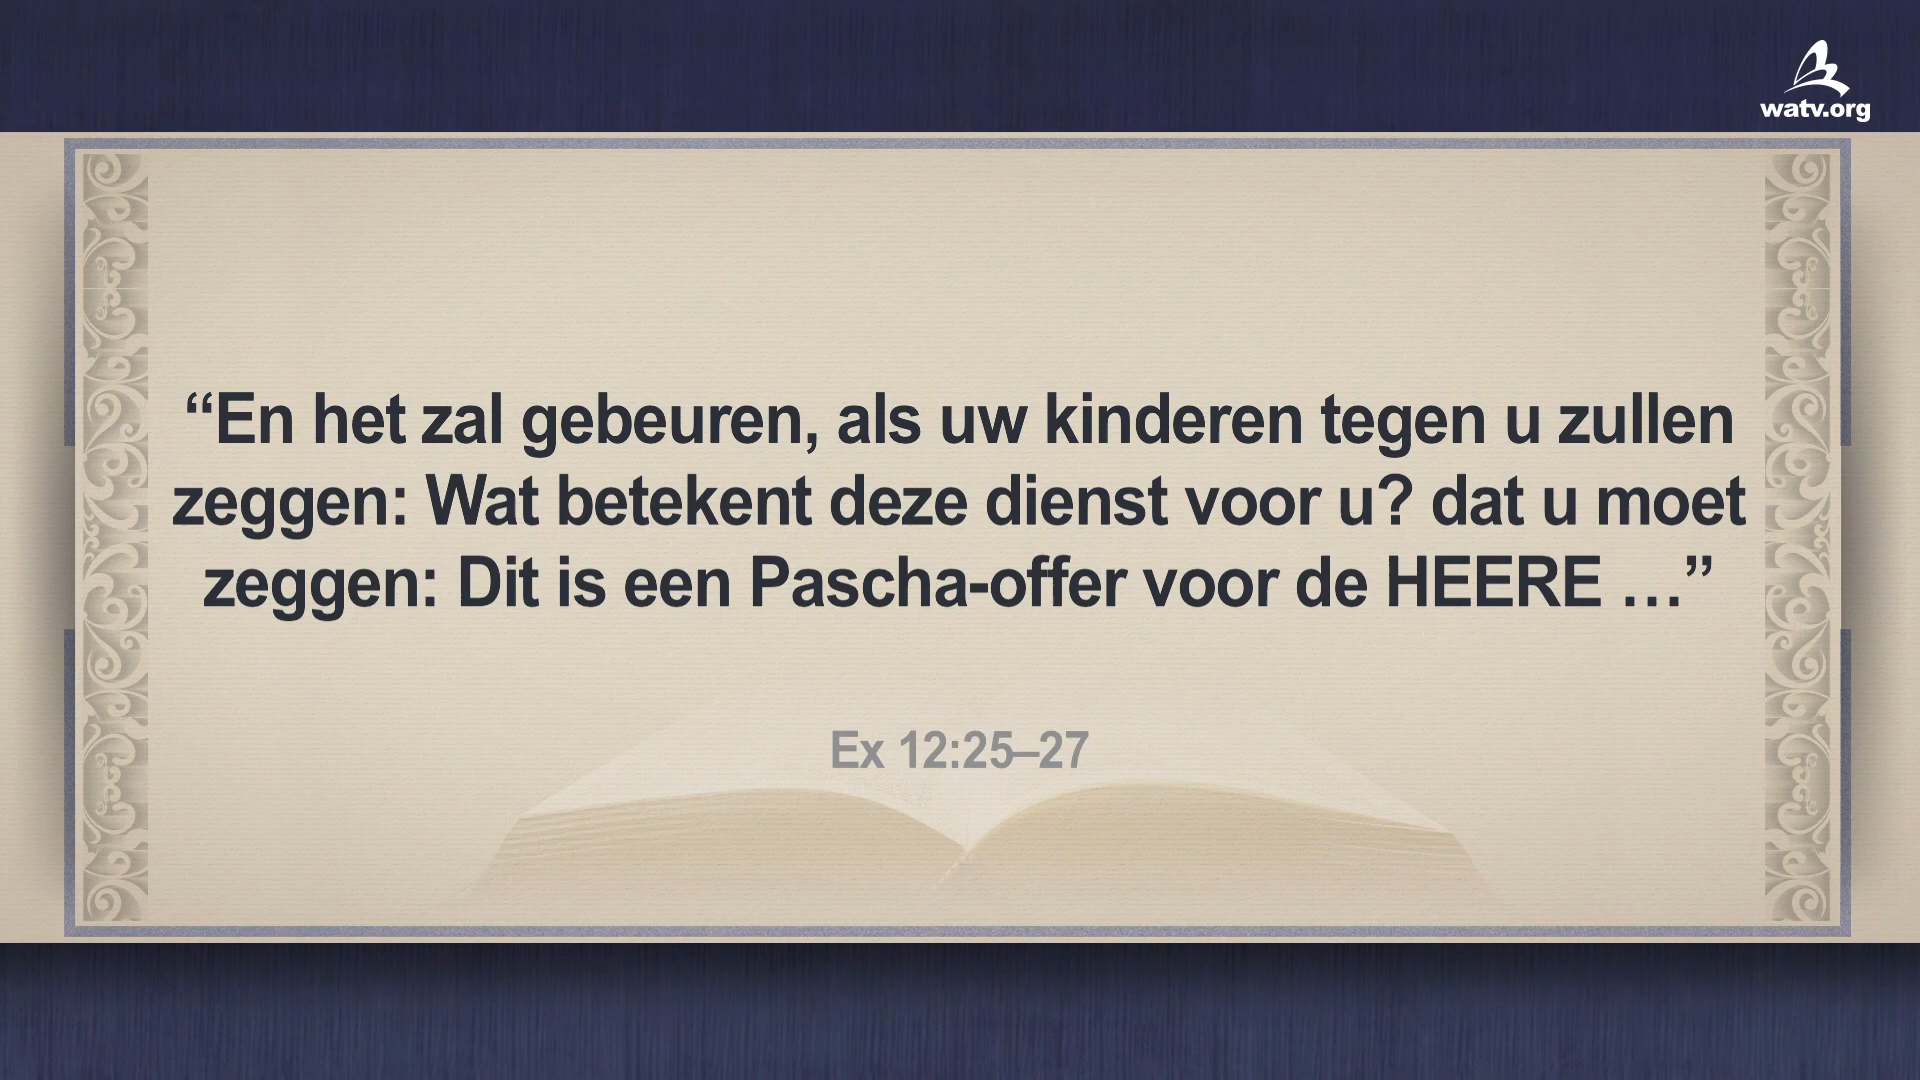 watv.org
“En het zal gebeuren, als uw kinderen tegen u zullen
zeggen: Wat betekent deze dienst voor u? dat u moet
zeggen: Dit is een Pascha-offer voor de HEERE …”
Ex 12:25–27